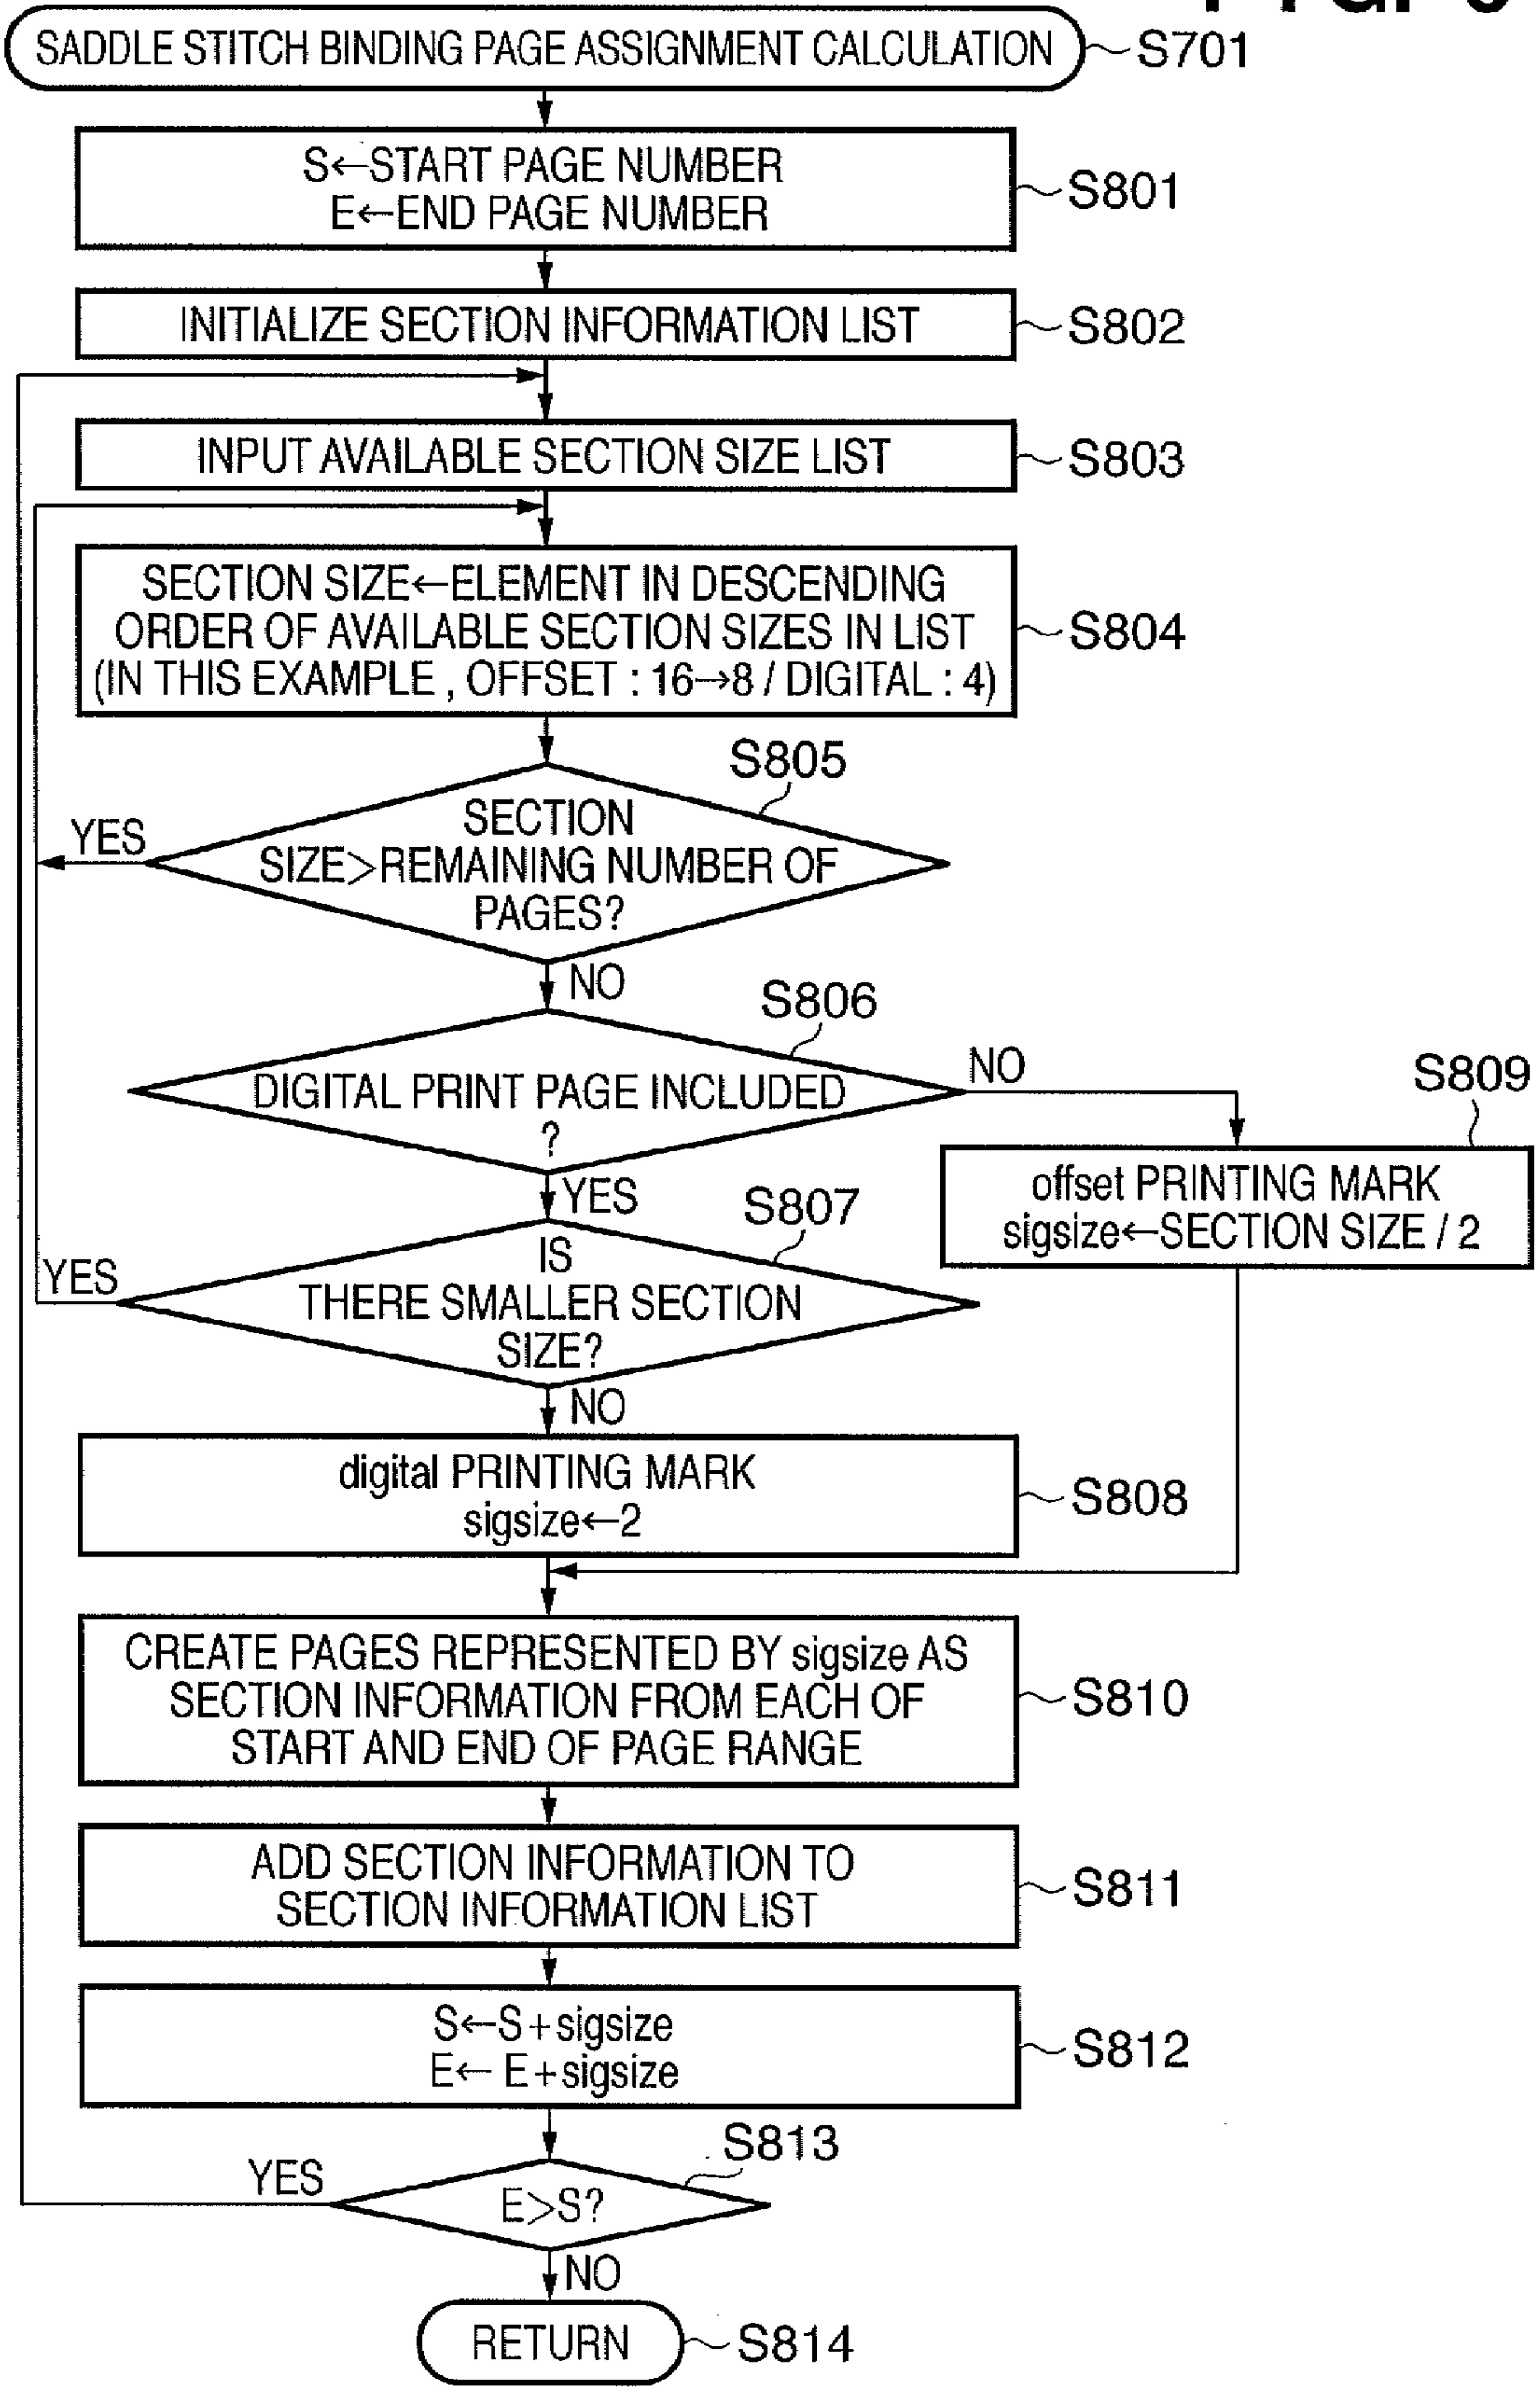 SADDLE STITCH BINDING PAGE ASSIGNMENT CALCULATION
S701
S←START PAGE NUMBER
E←END PAGE NUMBER
S801
INITIALIZE SECTION INFORMATION LIST
S802
INPUT AVAILABLE SECTION SIZE LIST
S803
SECTION SIZE←ELEMENT IN DESCENDING
ORDER OF AVAILABLE SECTION SIZES IN LIST
(IN THIS EXAMPLE , OFFSET : 16→8 / DIGITAL : 4)
S804
S805
SECTION
SIZE>REMAINING NUMBER OF
PAGES?
YES
NO
S806
DIGITAL PRINT PAGE INCLUDED
?
NO
YES
S809
offset PRINTING MARK
sigsize←SECTION SIZE / 2
S807
IS
THERE SMALLER SECTION
SIZE?
YES
NO
digital PRINTING MARK
sigsize←2
S808
CREATE PAGES REPRESENTED BY sigsize AS
SECTION INFORMATION FROM EACH OF
START AND END OF PAGE RANGE
S810
ADD SECTION INFORMATION TO
SECTION INFORMATION LIST
S811
S←S+sigsize
E← E+sigsize
S812
S813
E>S?
YES
NO
RETURN
S814